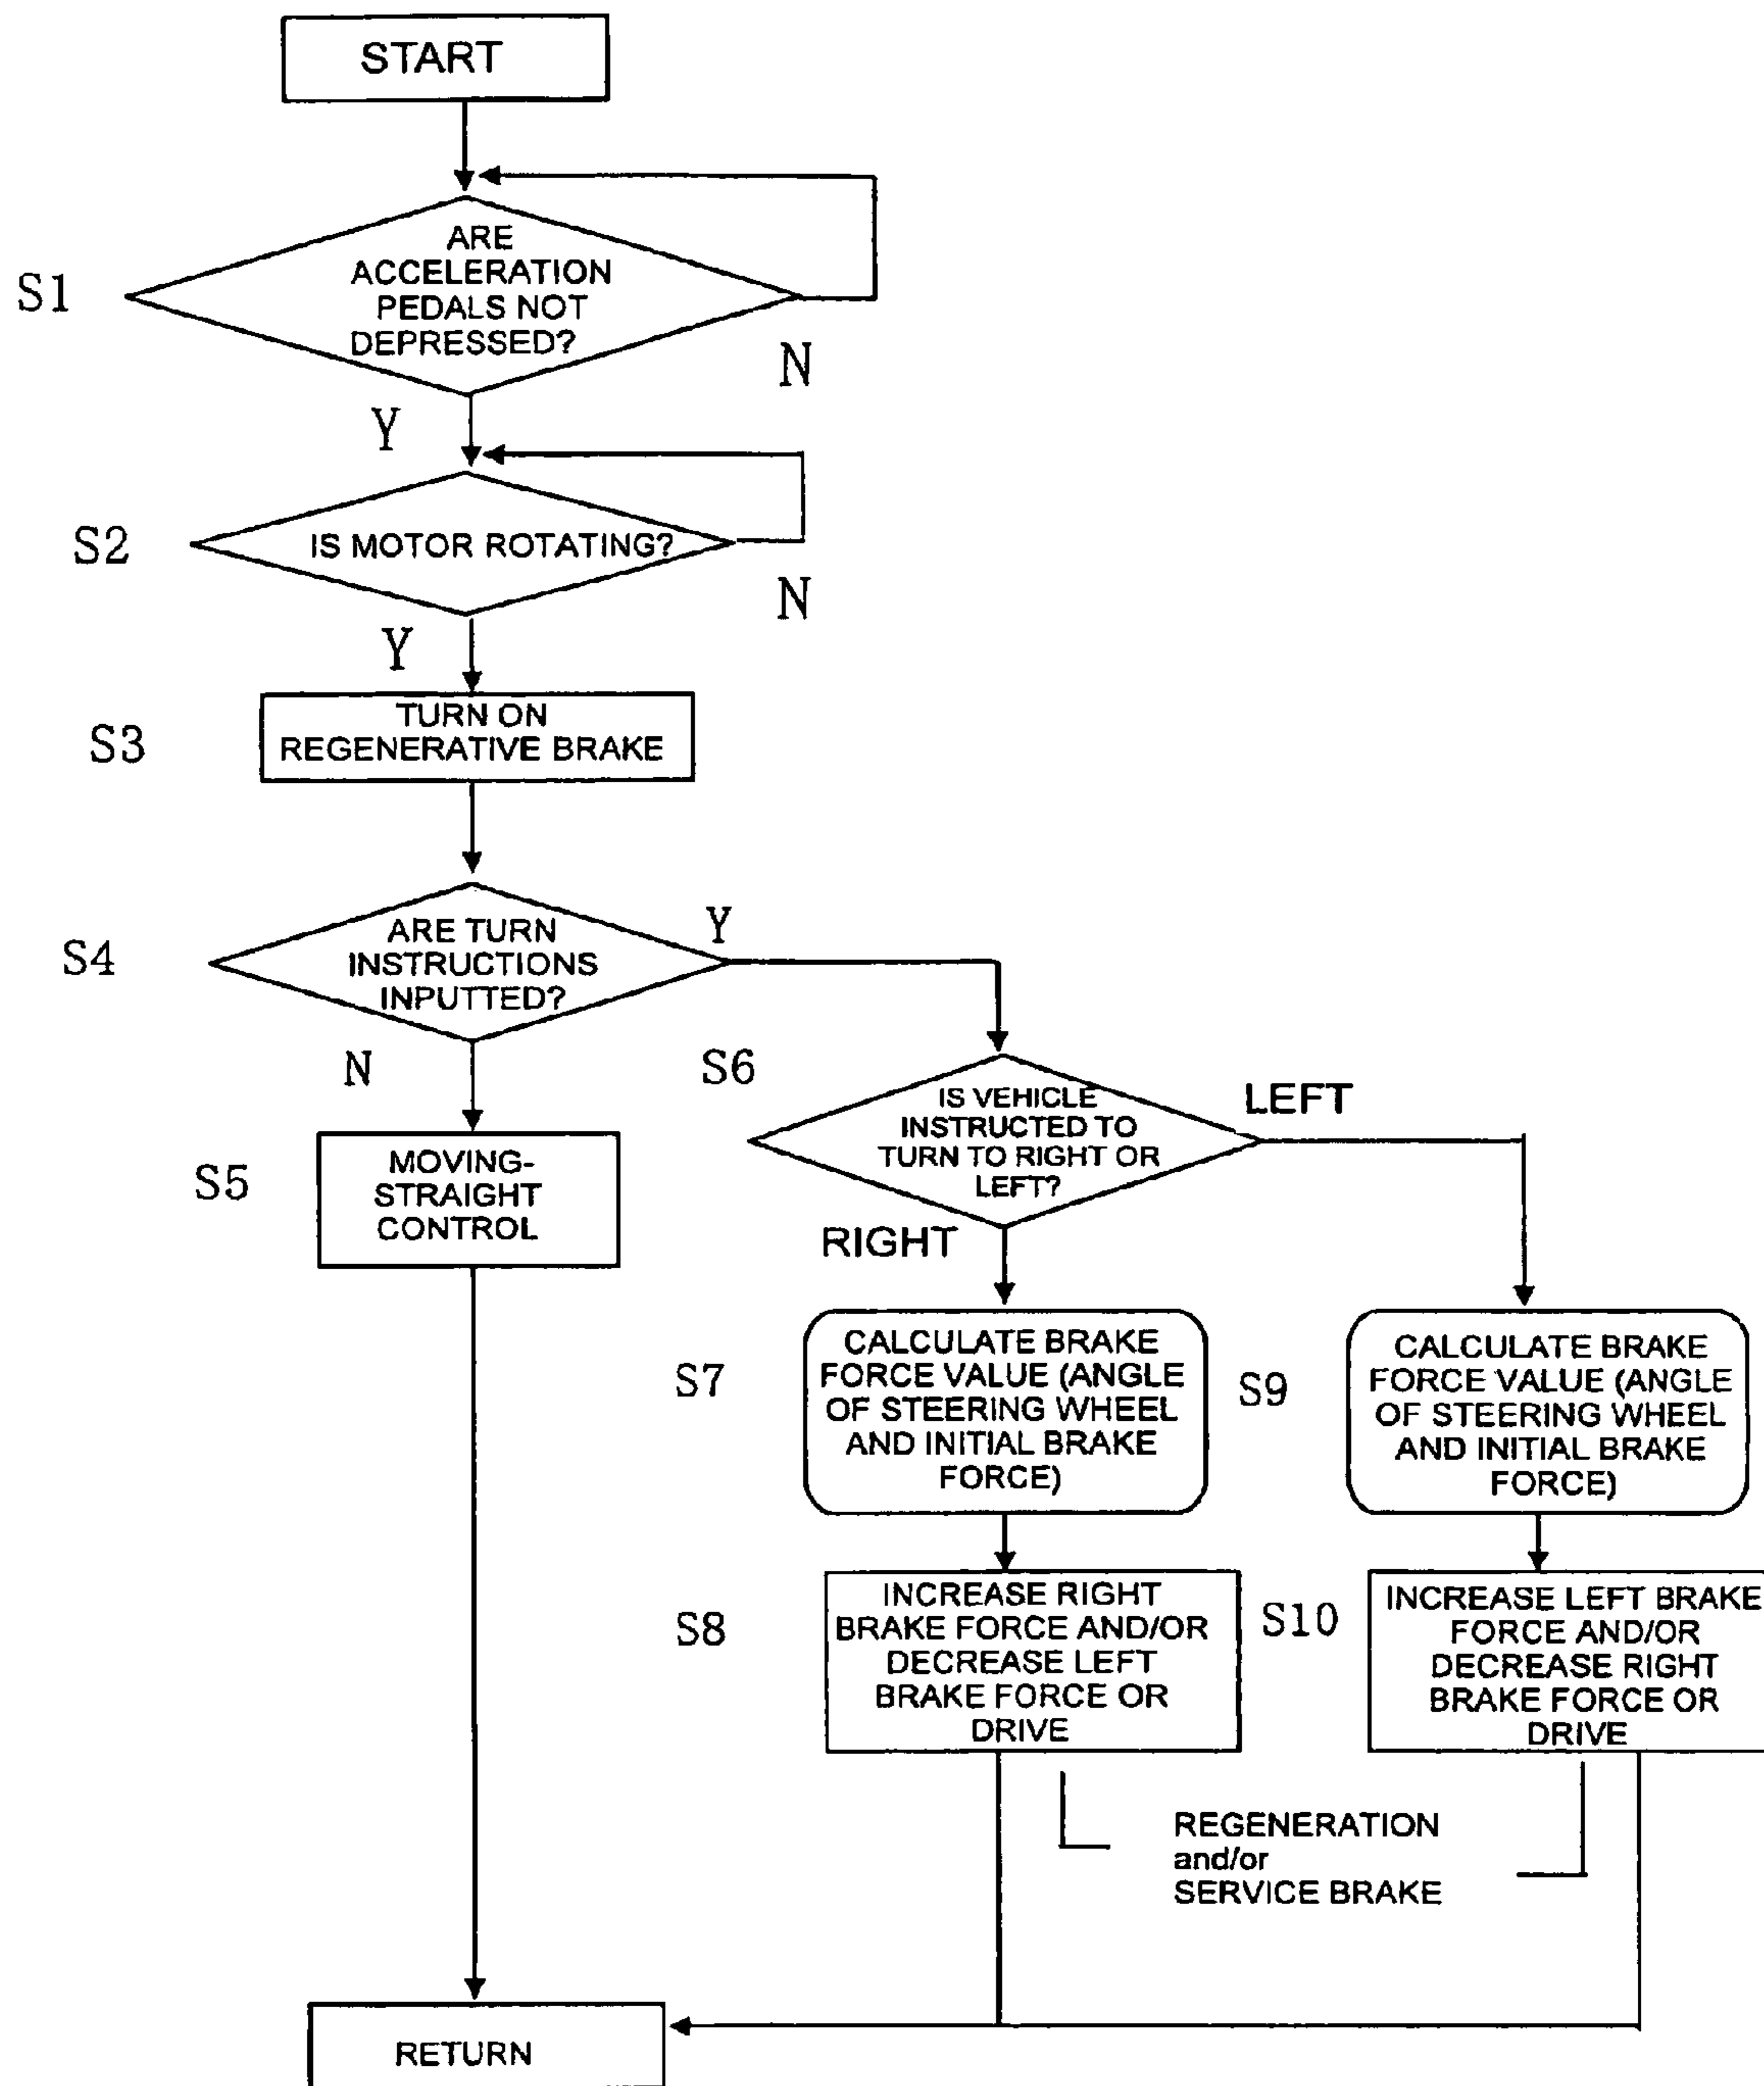 START
S1
ARE
ACCELERATION
PEDALS NOT
DEPRESSED?
N
Y
S2
IS MOTOR ROTATING?
N
Y
S3
TURN ON
REGENERATIVE BRAKE
S4
ARE TURN
INSTRUCTIONS
INPUTTED?
Y
N
S5
MOVING-
STRAIGHT
CONTROL
S6
IS VEHICLE
INSTRUCTED TO
TURN TO RIGHT OR
LEFT?
LEFT
RIGHT
S7
CALCULATE BRAKE
FORCE VALUE (ANGLE
OF STEERING WHEEL
AND INITIAL BRAKE
FORCE)
S9
CALCULATE BRAKE
FORCE VALUE (ANGLE
OF STEERING WHEEL
AND INITIAL BRAKE
FORCE)
S8
INCREASE RIGHT
BRAKE FORCE AND/OR
DECREASE LEFT
BRAKE FORCE OR
DRIVE
S10
INCREASE LEFT BRAKE
FORCE AND/OR
DECREASE RIGHT
BRAKE FORCE OR
DRIVE
REGENERATION
and/or
SERVICE BRAKE
RETURN